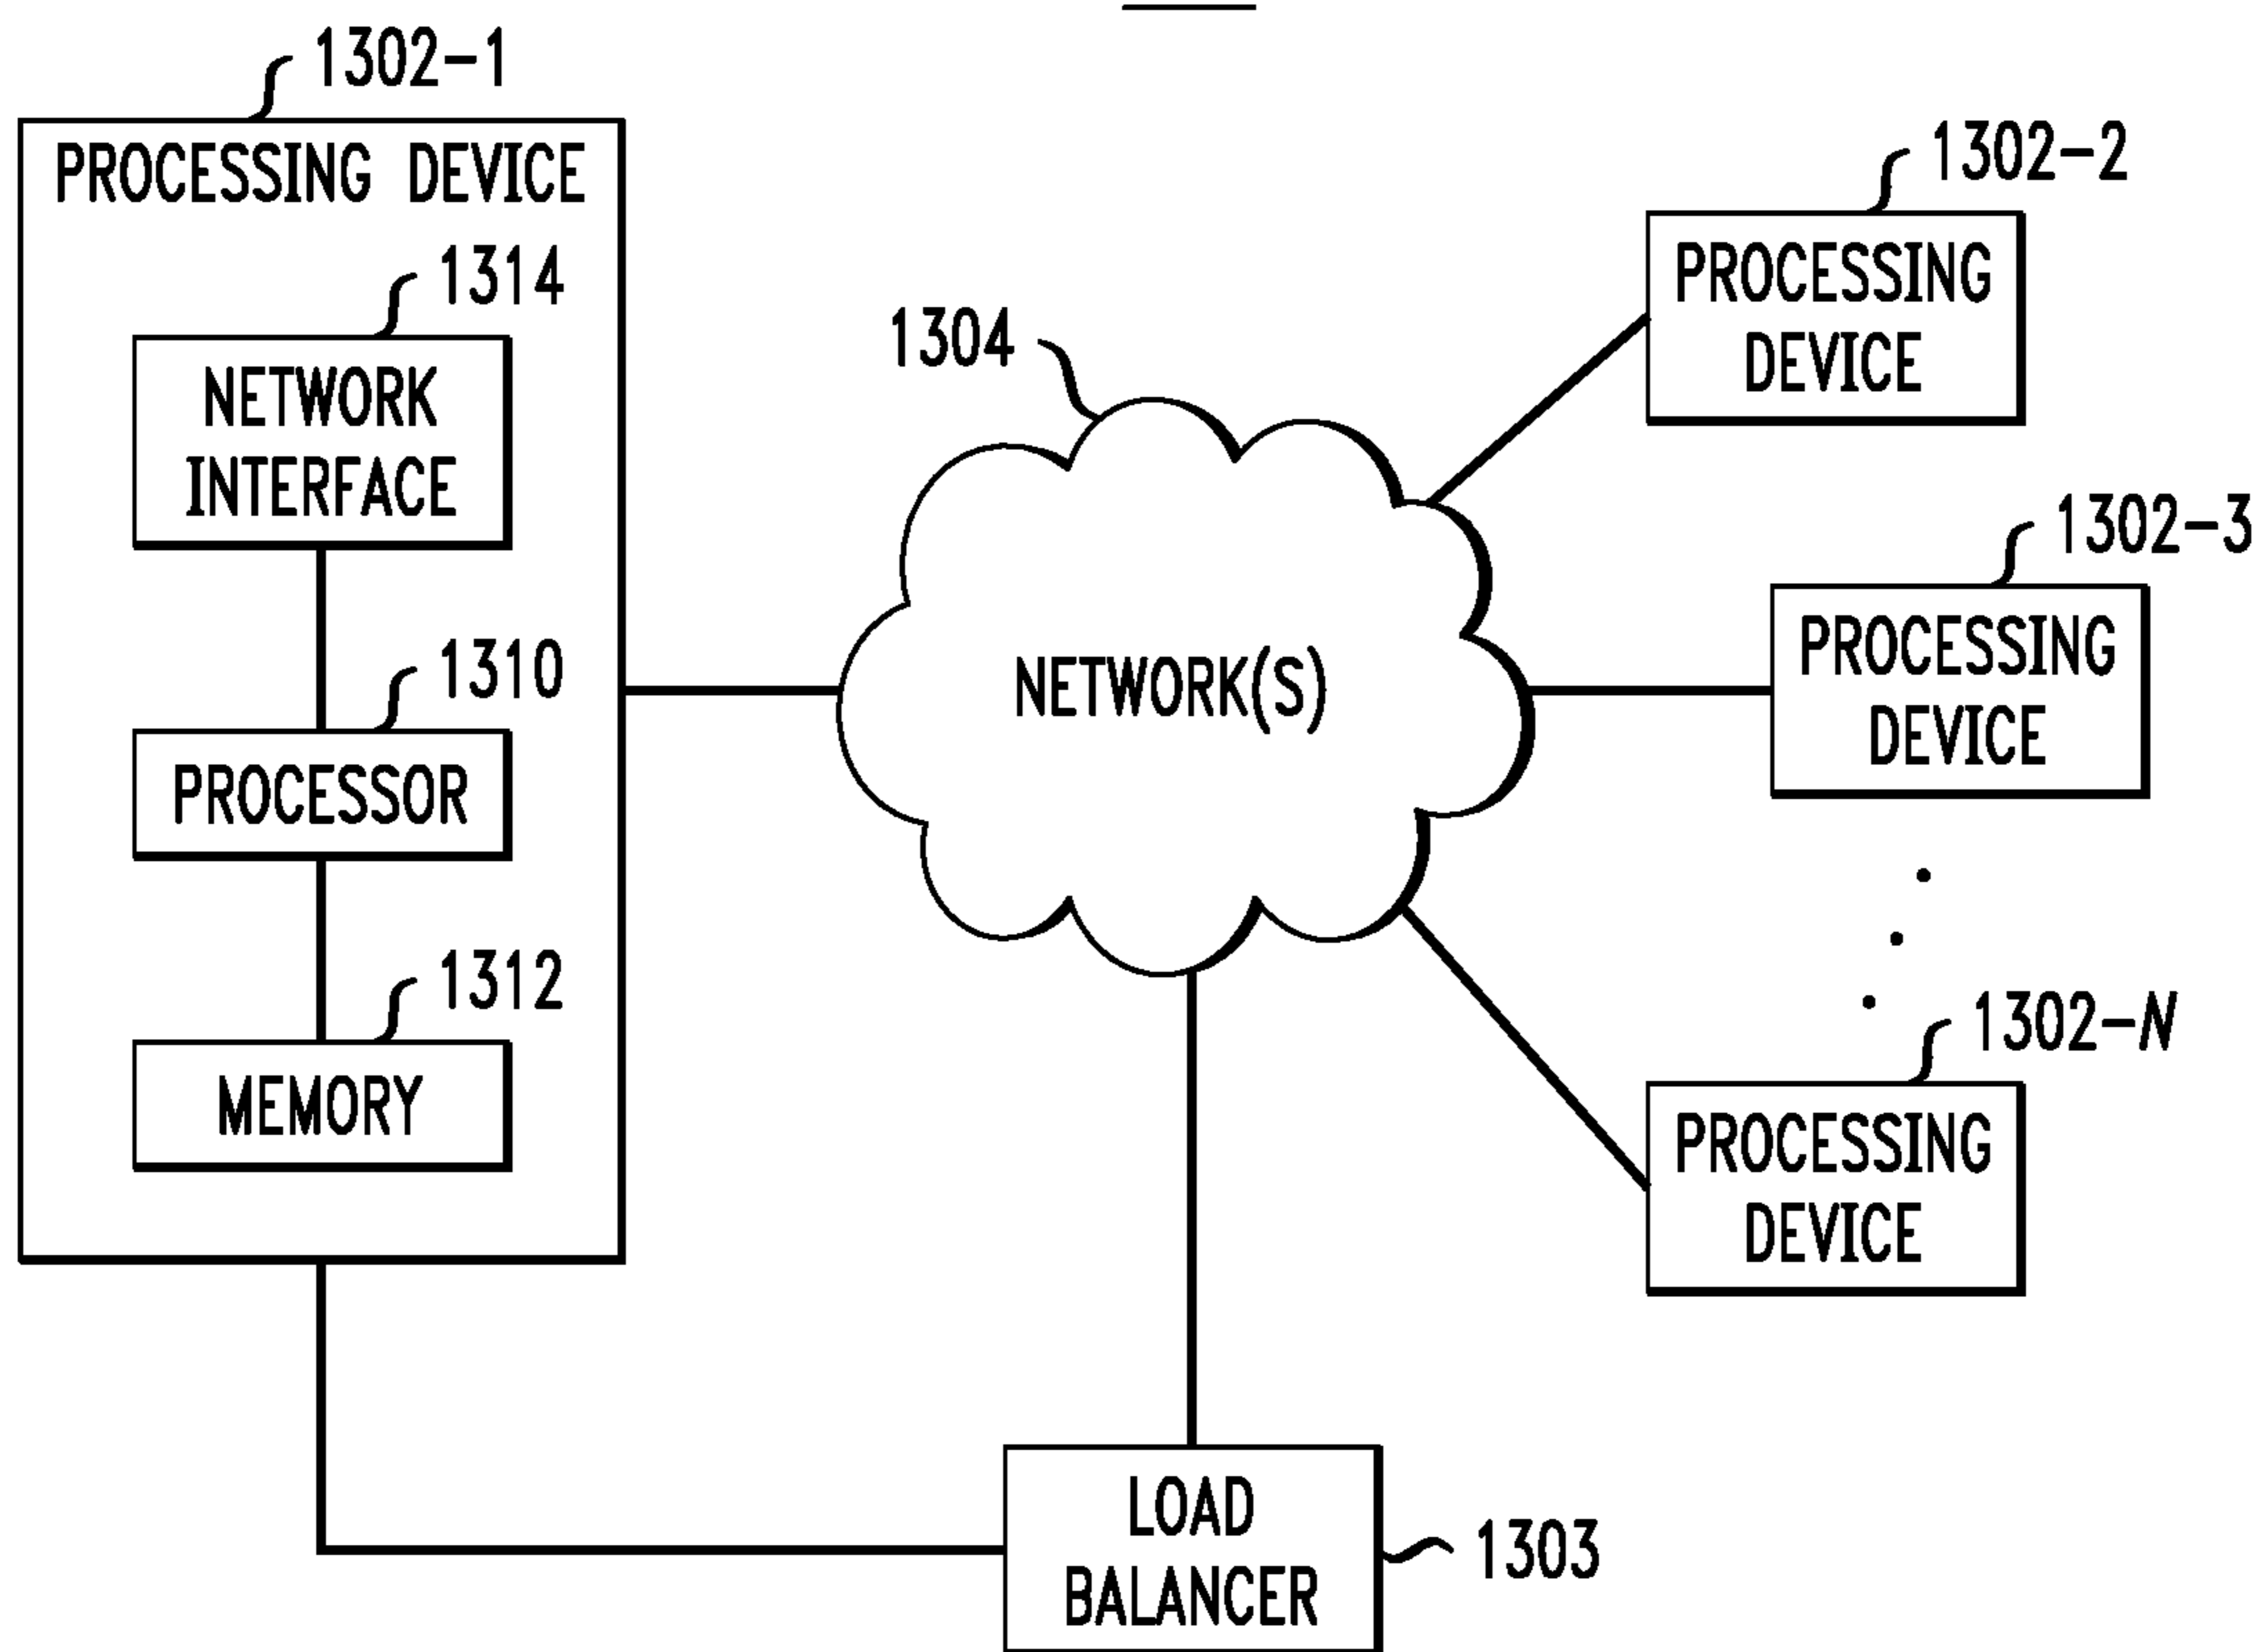 1302-1
PROCESSING DEVICE
1314
NETWORK
INTERFACE
1310
PROCESSOR
1312
MEMORY
1304
NETWORK(S)
1302-2
PROCESSING
DEVICE
1302-3
PROCESSING
DEVICE
1302-N
PROCESSING
DEVICE
LOAD
BALANCER
1303